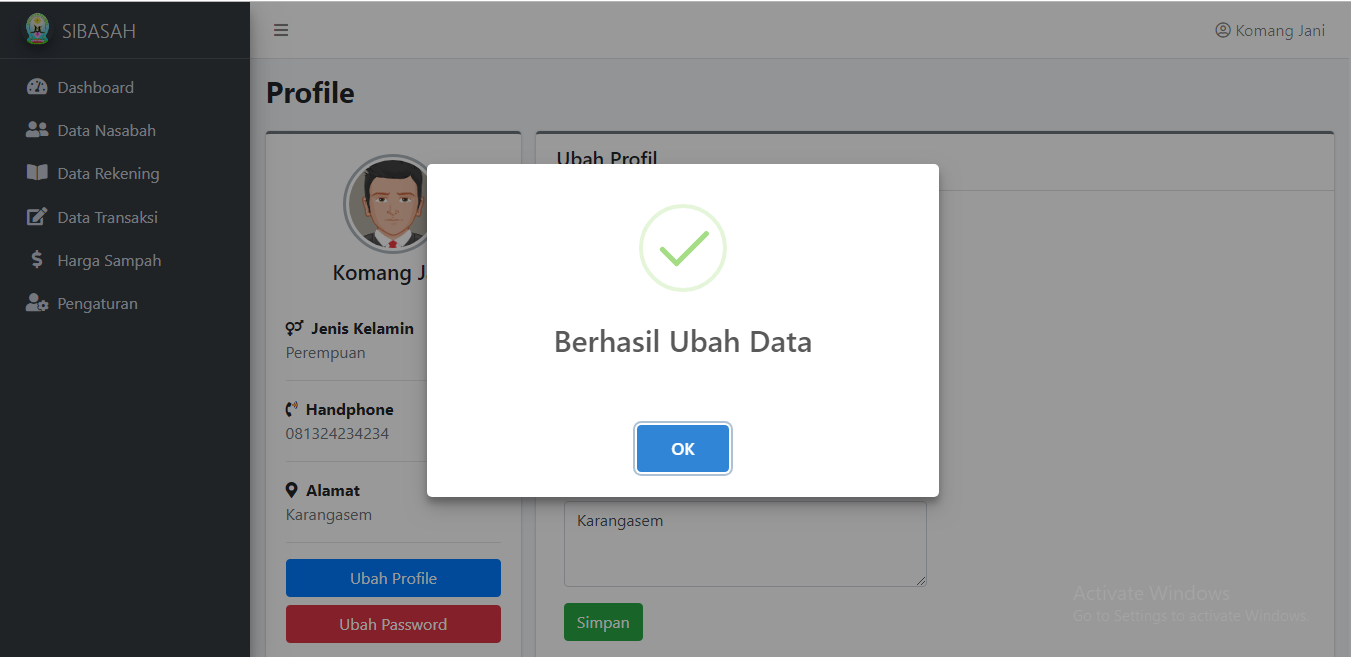 SIBASAH
Komang Jani
Dashboard
Data Nasabah
Data Rekening
Data Transaksi
Harga Sampah
Pengaturan
Profile
Komang J
Jenis Kelamin
Perempuan
Handphone
081324234234
Alamat
Karangasem
Ubah Profile
Ubah Password
Ubah Profil
Berhasil Ubah Data
OK
Karangasem
Simpan
Activate Windows
Go to Settings to activate Windows.